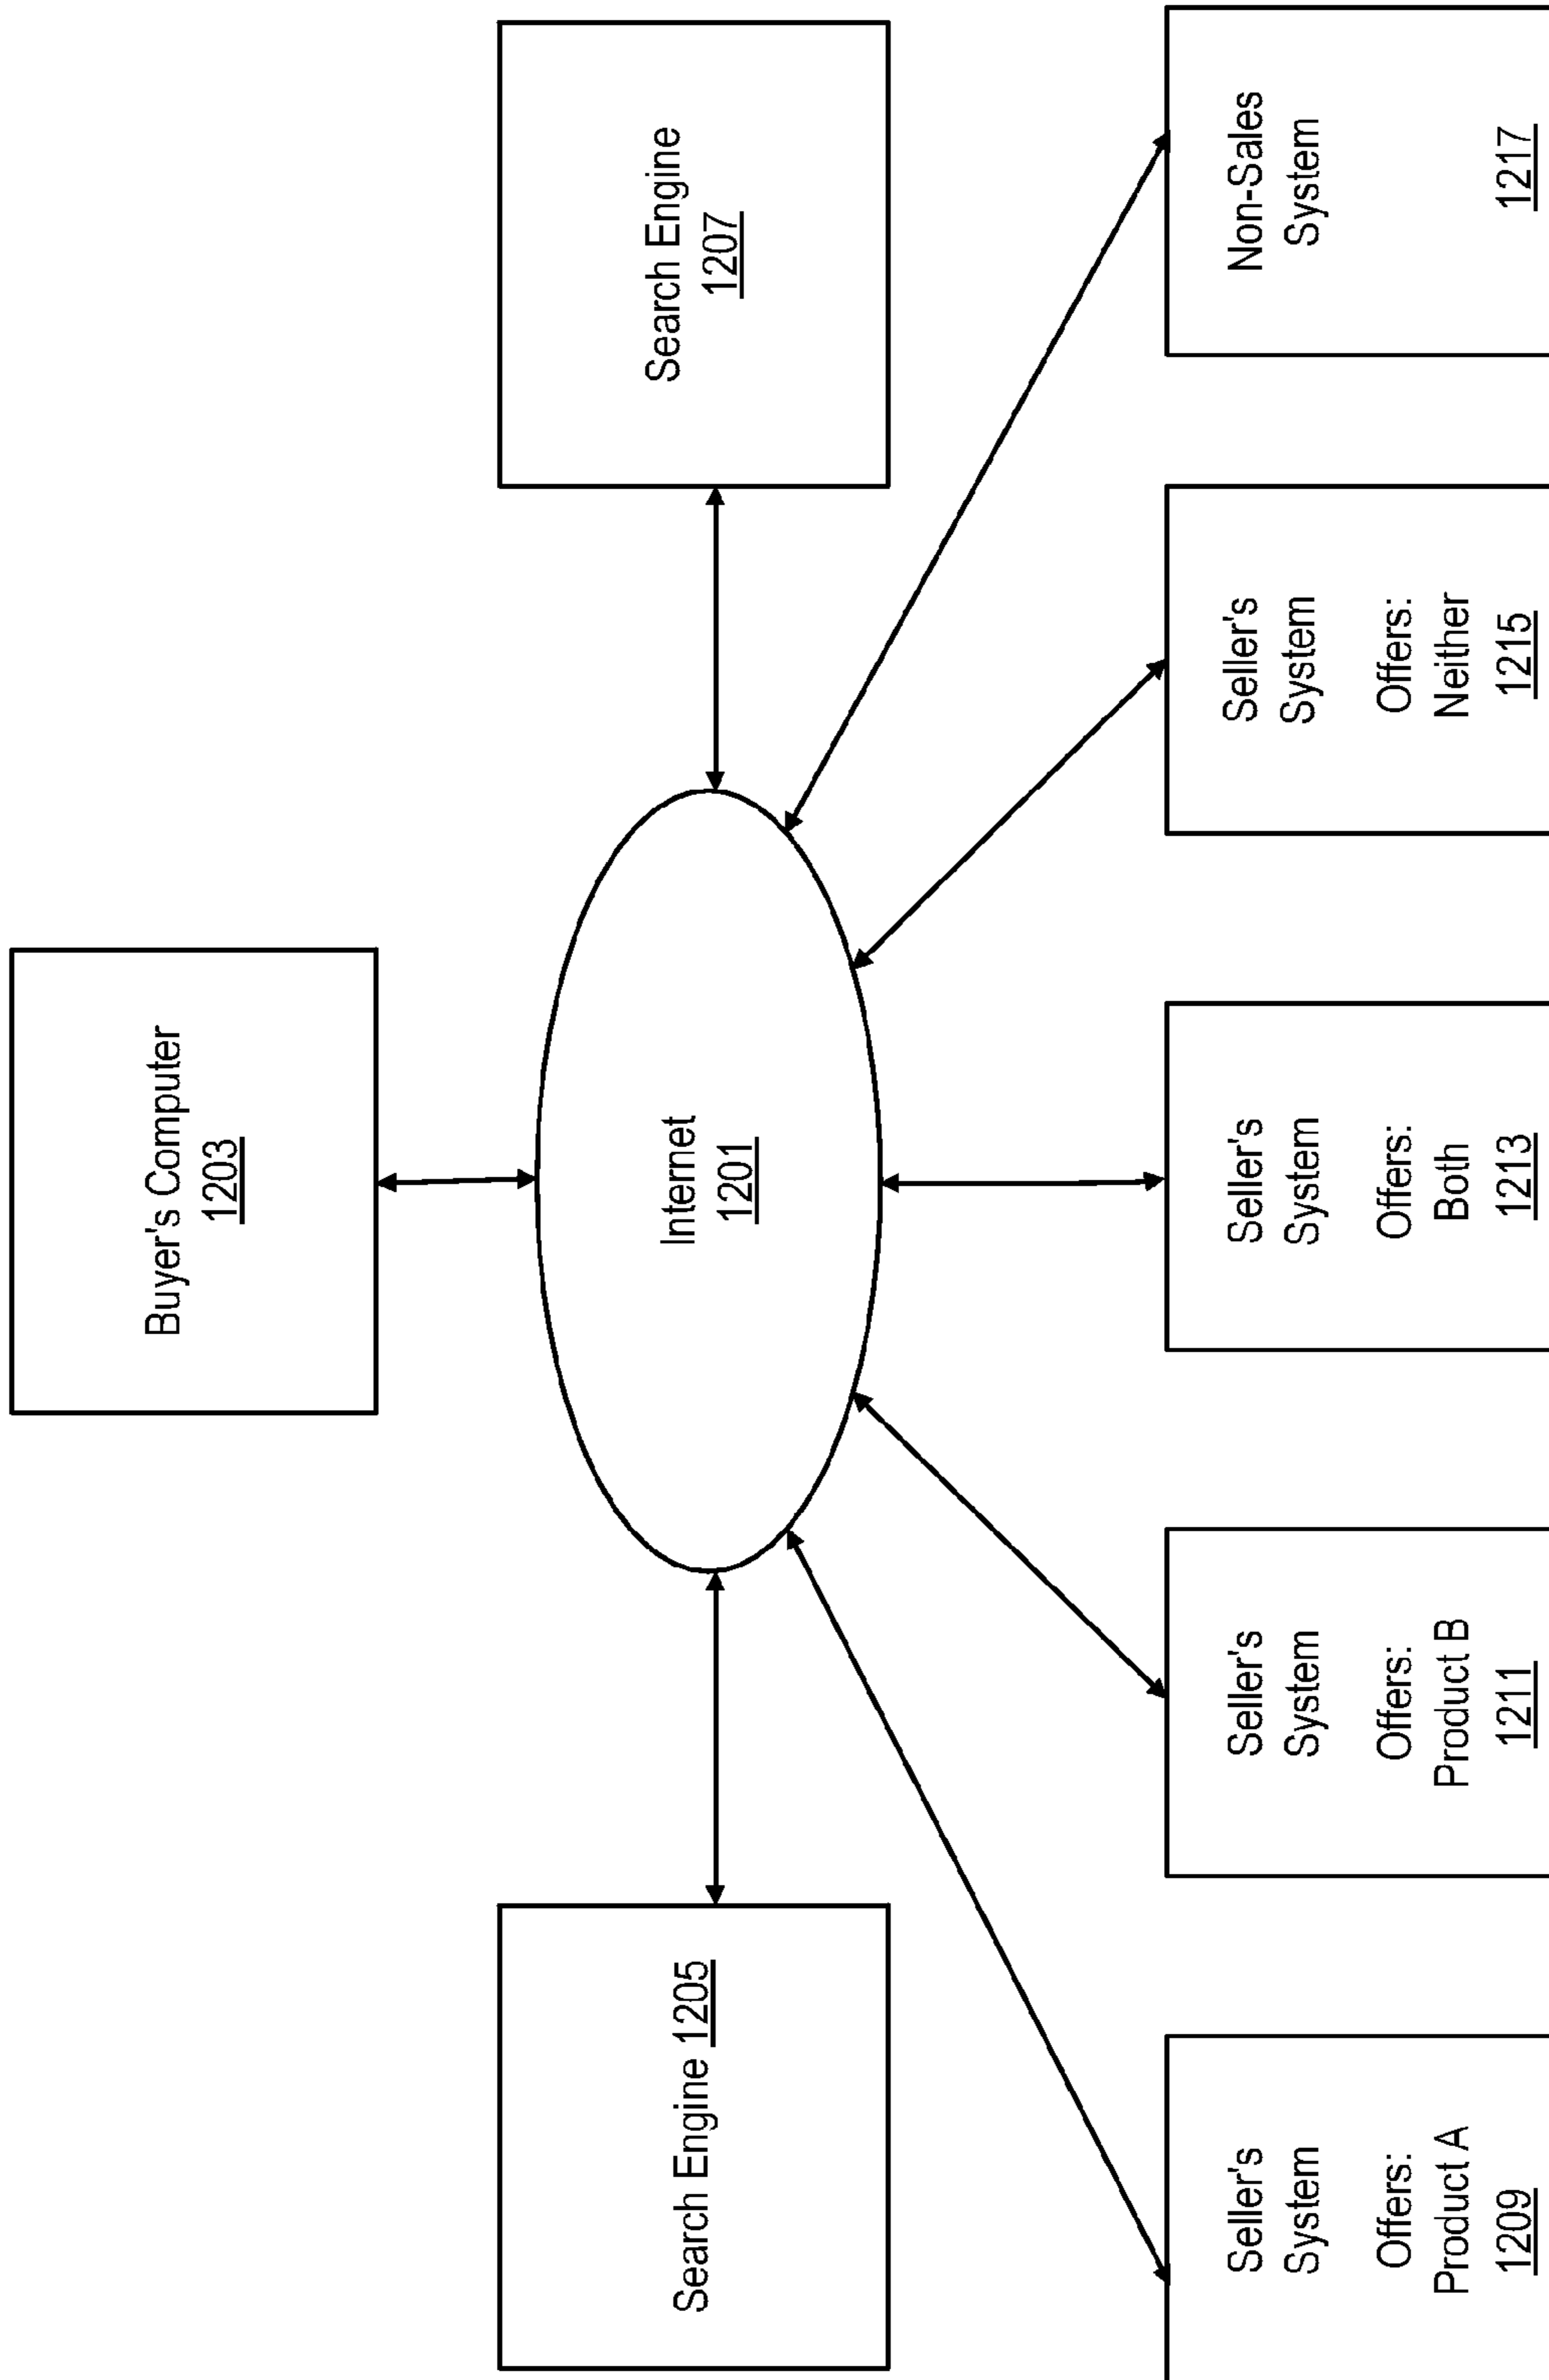 Buyer's Computer
1203
Search Engine 1205
Internet
1201
Search Engine
1207
Seller's
System
Offers:
Product A
1209
Seller's
System
Offers:
Product B
1211
Seller's
System
Offers:
Both
1213
Seller's
System
Offers:
Neither
1215
Non-Sales
System
1217